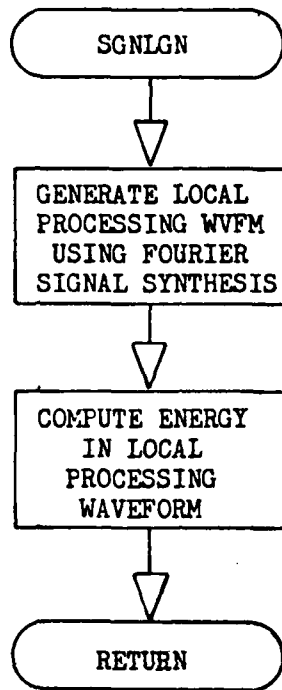 SGNLGN
GENERATE LOCAL
PROCESSING WVFM
USING FOURIER
SIGNAL SYNTHESIS
COMPUTE ENERGY
IN LOCAL
PROCESSING
WAVEFORM
RETURN